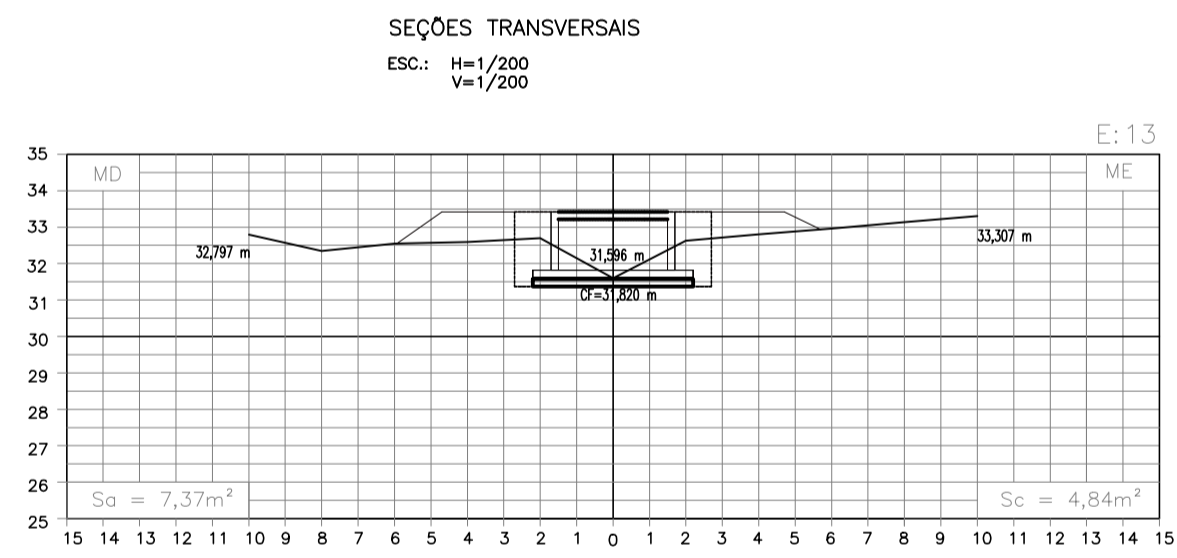 SEÇÕES TRANSVERSAIS
ESC.: H=1/200
V=1/200
E:13
35
MD
ME
34
33
32,797 m
33,307 m
32
31,596 m
31
CF=31,820 m
30
29
28
27
26
Sa = 7,37m²
Sc = 4,84m²
25
15 14 13 12 11 10 9 8 7 6 5 4 3 2 1 0 1 2 3 4 5 6 7 8 9 10 11 12 13 14 15